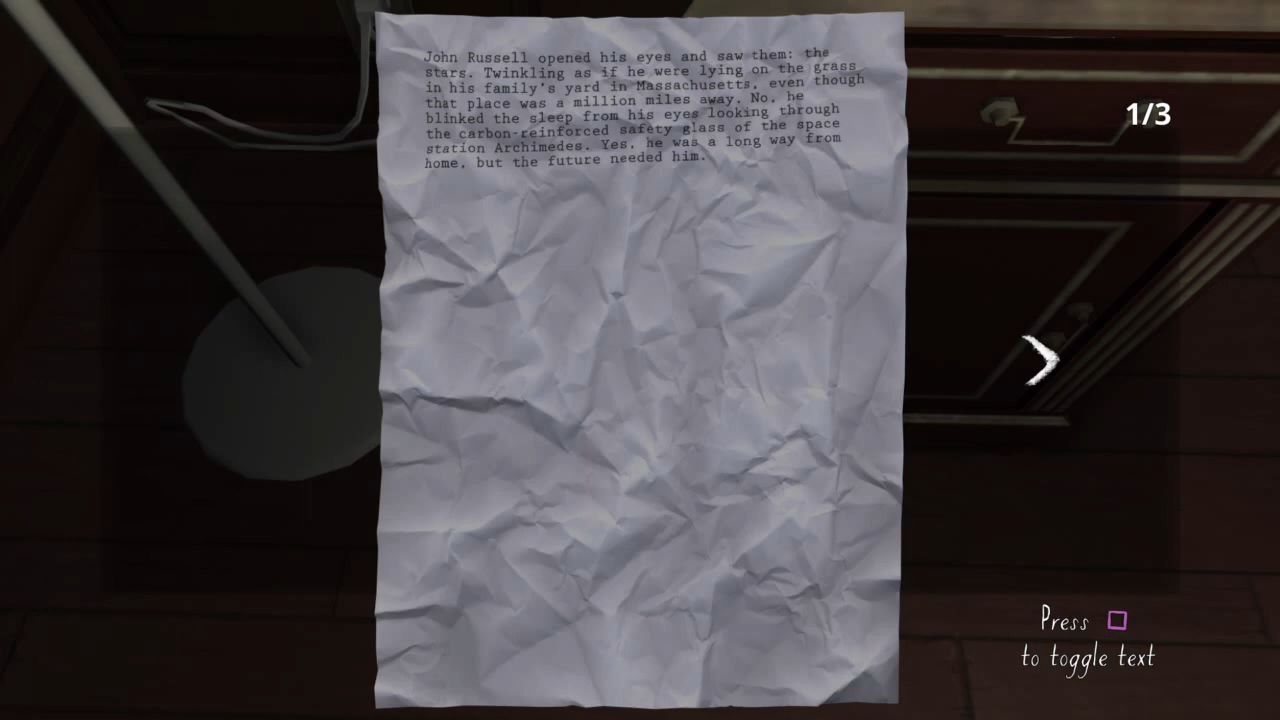 John Russell opened his eyes and saw them: the
stars. Twinkling as if he were lying on the grass
in his family's yard in Massachusetts, even though
that place was a million miles away. No, he
blinked the sleep from his eyes looking through
the carbon-reinforced safety glass of the space
station Archimedes. Yes, he was a long way from
home, but the future needed him.
1/3
Press
to toggle text